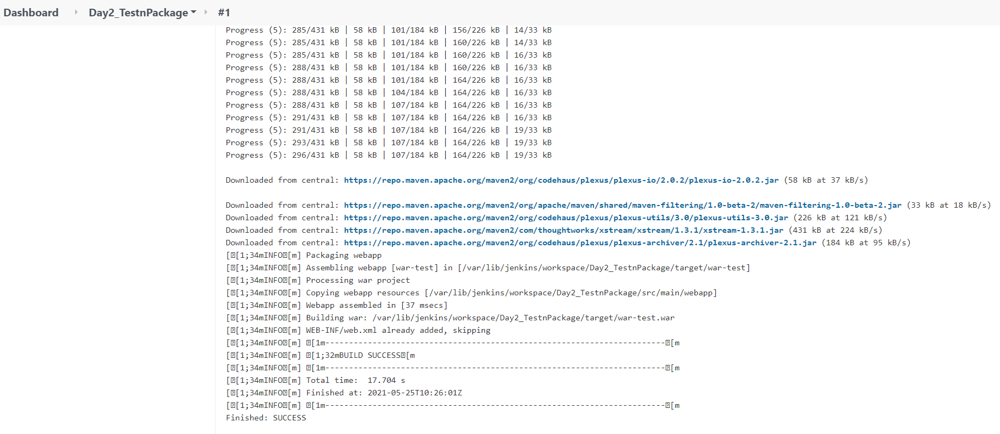 Dashboard Day2_TestnPackage #1
Progress (5): 285/431 kB | 58 kB | 101/184 kB | 156/226 kB | 14/33 kB
Progress (5): 285/431 kB | 58 kB | 101/184 kB | 160/226 kB | 14/33 kB
Progress (5): 285/431 kB | 58 kB | 101/184 kB | 160/226 kB | 16/33 kB
Progress (5): 288/431 kB | 58 kB | 101/184 kB | 160/226 kB | 16/33 kB
Progress (5): 288/431 kB | 58 kB | 101/184 kB | 164/226 kB | 16/33 kB
Progress (5): 288/431 kB | 58 kB | 104/184 kB | 164/226 kB | 16/33 kB
Progress (5): 288/431 kB | 58 kB | 107/184 kB | 164/226 kB | 16/33 kB
Progress (5): 291/431 kB | 58 kB | 107/184 kB | 164/226 kB | 16/33 kB
Progress (5): 291/431 kB | 58 kB | 107/184 kB | 164/226 kB | 19/33 kB
Progress (5): 293/431 kB | 58 kB | 107/184 kB | 164/226 kB | 19/33 kB
Progress (5): 296/431 kB | 58 kB | 107/184 kB | 164/226 kB | 19/33 kB
Downloaded from central: https://repo.maven.apache.org/maven2/org/codehaus/plexus/plexus-io/2.0.2/plexus-io-2.0.2.jar (58 kB at 37 kB/s)
Downloaded from central: https://repo.maven.apache.org/maven2/org/apache/maven/shared/maven-filtering/1.0-beta-2/maven-filtering-1.0-beta-2.jar (33 kB at 18 kB/s)
Downloaded from central: https://repo.maven.apache.org/maven2/org/codehaus/plexus/plexus-utils/3.0/plexus-utils-3.0.jar (226 kB at 121 kB/s)
Downloaded from central: https://repo.maven.apache.org/maven2/com/thoughtworks/xstream/xstream/1.3.1/xstream-1.3.1.jar (431 kB at 224 kB/s)
Downloaded from central: https://repo.maven.apache.org/maven2/org/codehaus/plexus/plexus-archiver/2.1/plexus-archiver-2.1.jar (184 kB at 95 kB/s)
[␛[1;34mINFO␛[m] Packaging webapp
[␛[1;34mINFO␛[m] Assembling webapp [war-test] in [/var/lib/jenkins/workspace/Day2_TestnPackage/target/war-test]
[␛[1;34mINFO␛[m] Processing war project
[␛[1;34mINFO␛[m] Copying webapp resources [/var/lib/jenkins/workspace/Day2_TestnPackage/src/main/webapp]
[␛[1;34mINFO␛[m] Webapp assembled in [37 msecs]
[␛[1;34mINFO␛[m] Building war: /var/lib/jenkins/workspace/Day2_TestnPackage/target/war-test.war
[␛[1;34mINFO␛[m] WEB-INF/web.xml already added, skipping
[␛[1;34mINFO␛[m] ␛[1m------------------------------------------------------------------------␛[m
[␛[1;34mINFO␛[m] ␛[1;32mBUILD SUCCESS␛[m
[␛[1;34mINFO␛[m] ␛[1m------------------------------------------------------------------------␛[m
[␛[1;34mINFO␛[m] Total time:  17.704 s
[␛[1;34mINFO␛[m] Finished at: 2021-05-25T10:26:01Z
[␛[1;34mINFO␛[m] ␛[1m------------------------------------------------------------------------␛[m
Finished: SUCCESS